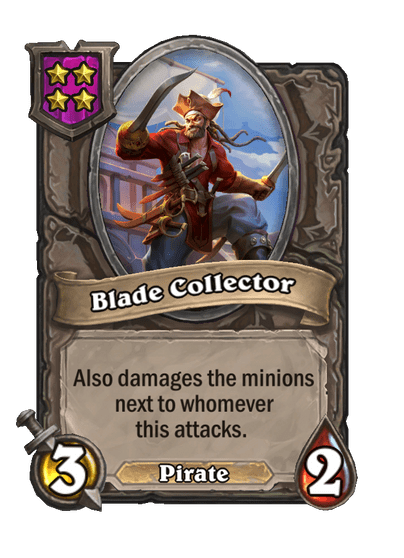 Blade Collector
Also damages the minions
next to whomever
this attacks.
3
Pirate
2